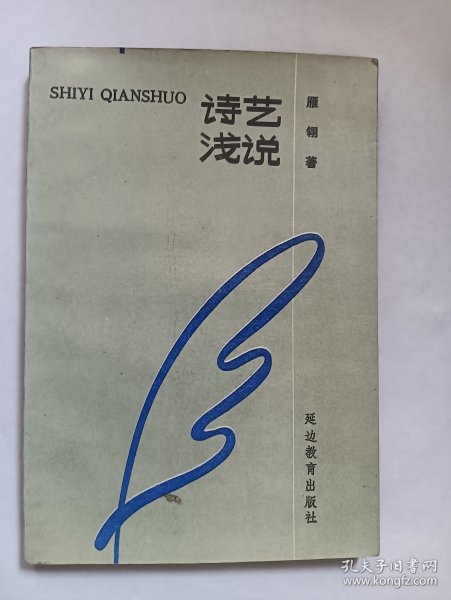 SHIYI QIANSHUO
诗艺
浅说
雁翎著
延边教育出版社
孔夫子旧书网
www.kongfz.com